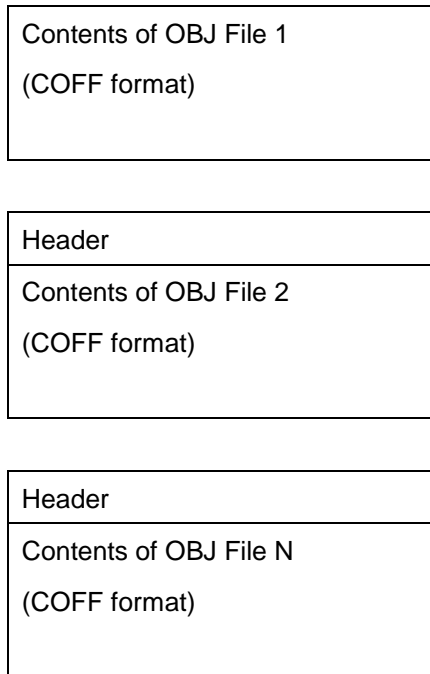 Contents of OBJ File 1
(COFF format)
Header
Contents of OBJ File 2
(COFF format)
Header
Contents of OBJ File N
(COFF format)